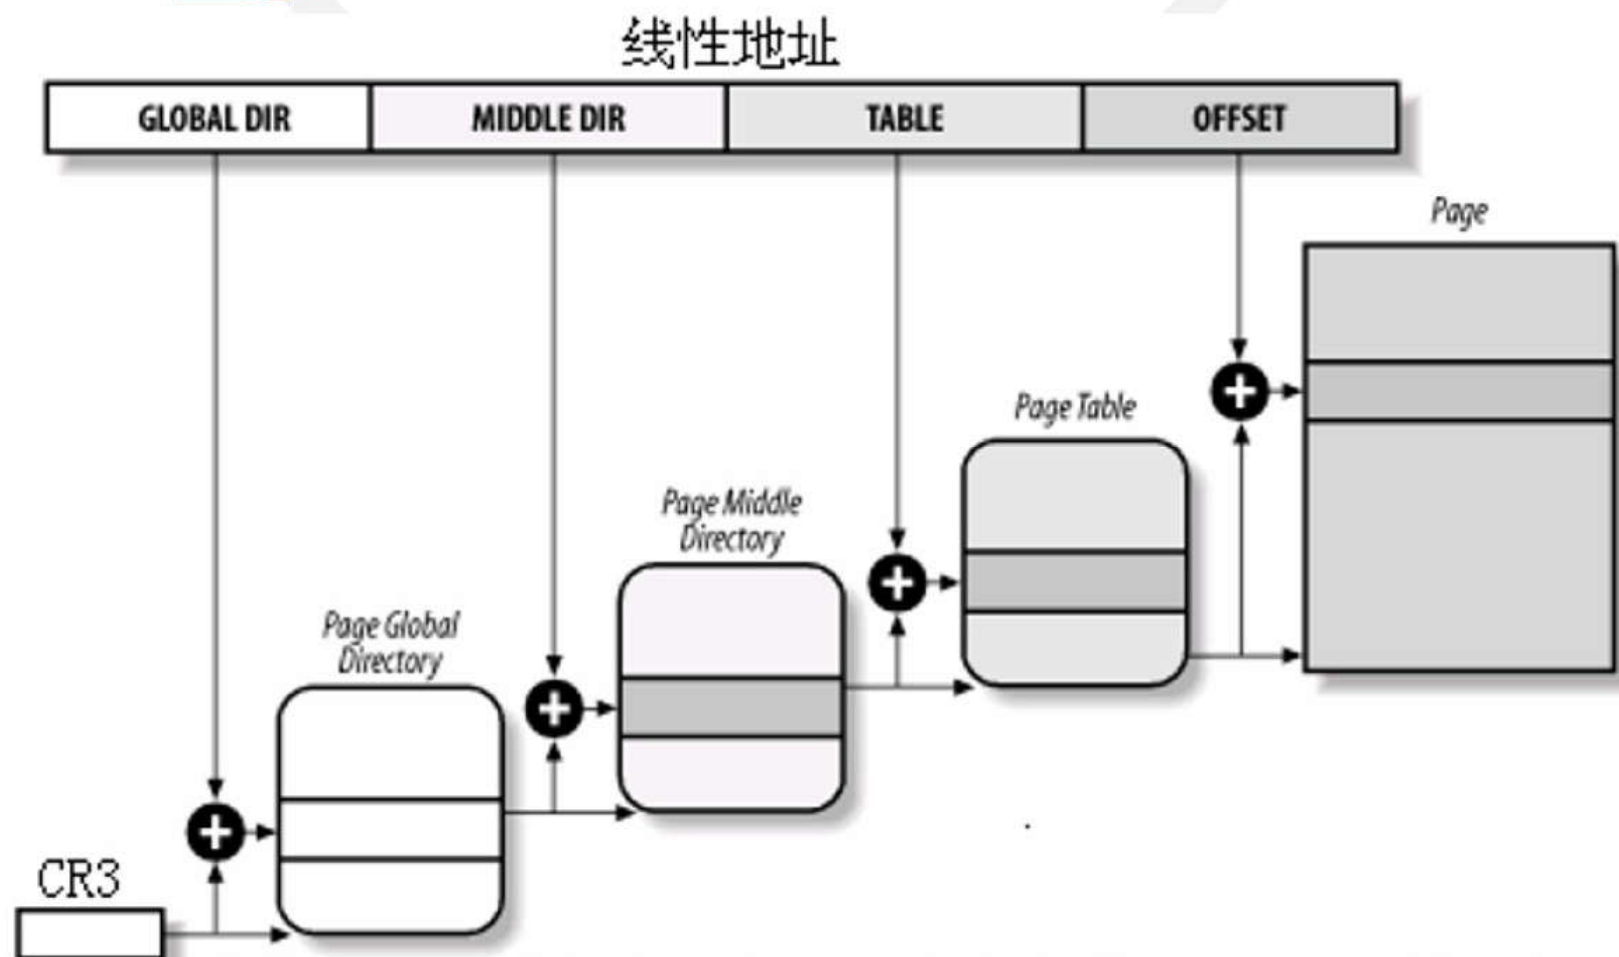 线性地址
GLOBAL DIR
MIDDLE DIR
TABLE
OFFSET
Page
Page Table
Page Middle
Directory
Page Global
Directory
CR3